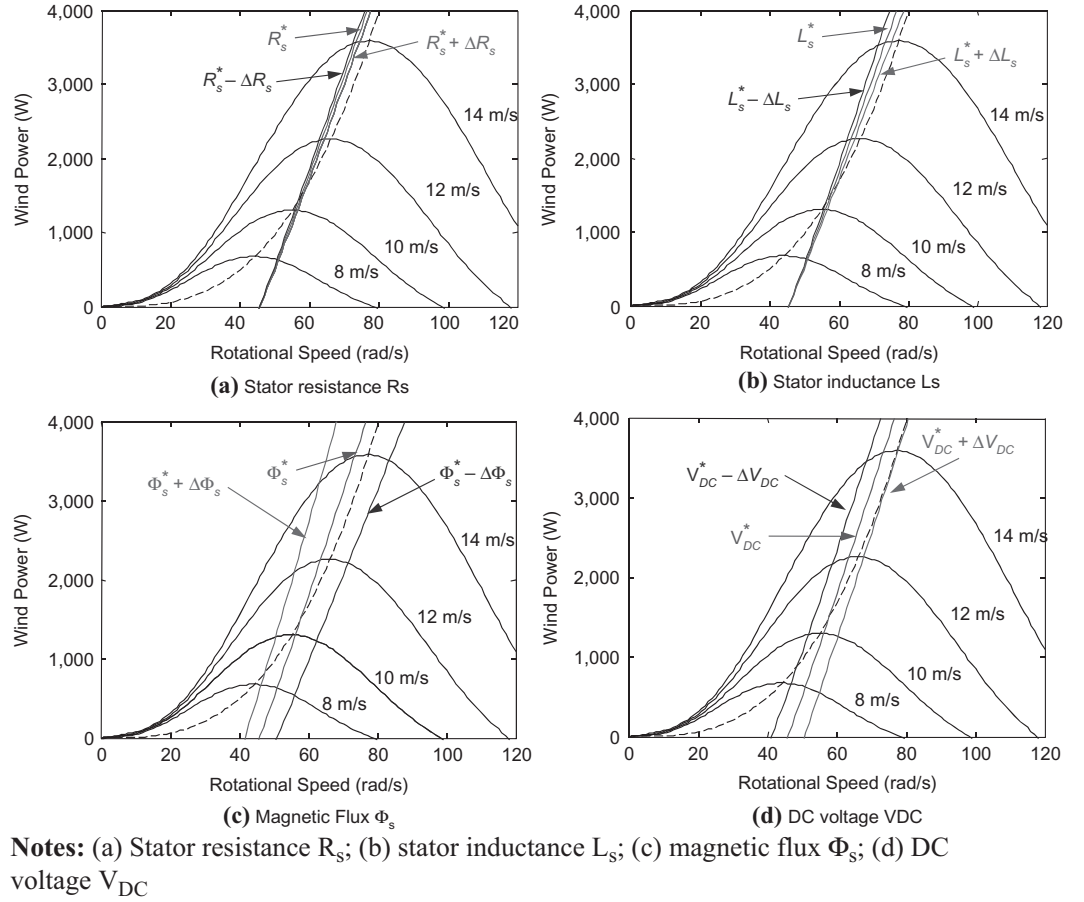 4,000
3,000
2,000
1,000
0
Wind Power (W)
R*s
R*s + ΔRs
R*s − ΔRs
14 m/s
12 m/s
10 m/s
8 m/s
0 20 40 60 80 100 120
Rotational Speed (rad/s)
(a) Stator resistance Rs
4,000
3,000
2,000
1,000
0
Wind Power (W)
L*s
L*s + ΔLs
L*s − ΔLs
14 m/s
12 m/s
10 m/s
8 m/s
0 20 40 60 80 100 120
Rotational Speed (rad/s)
(b) Stator inductance Ls
4,000
3,000
2,000
1,000
0
Wind Power (W)
Φ*s + ΔΦs
Φ*s
Φ*s − ΔΦs
14 m/s
12 m/s
10 m/s
8 m/s
0 20 40 60 80 100 120
Rotational Speed (rad/s)
(c) Magnetic Flux Φs
4,000
3,000
2,000
1,000
0
Wind Power (W)
V*DC + ΔVDC
V*DC − ΔVDC
V*DC
14 m/s
12 m/s
10 m/s
8 m/s
0 20 40 60 80 100 120
Rotational Speed (rad/s)
(d) DC voltage VDC
Notes: (a) Stator resistance Rs; (b) stator inductance Ls; (c) magnetic flux Φs; (d) DC
voltage VDC